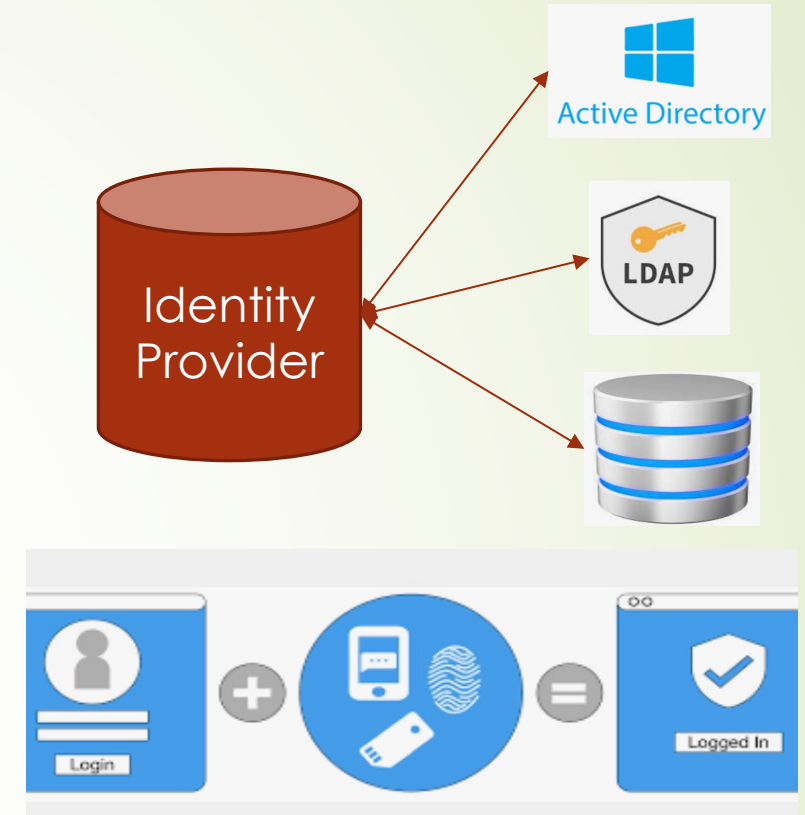 Active Directory
LDAP
Identity
Provider
Login
Logged In